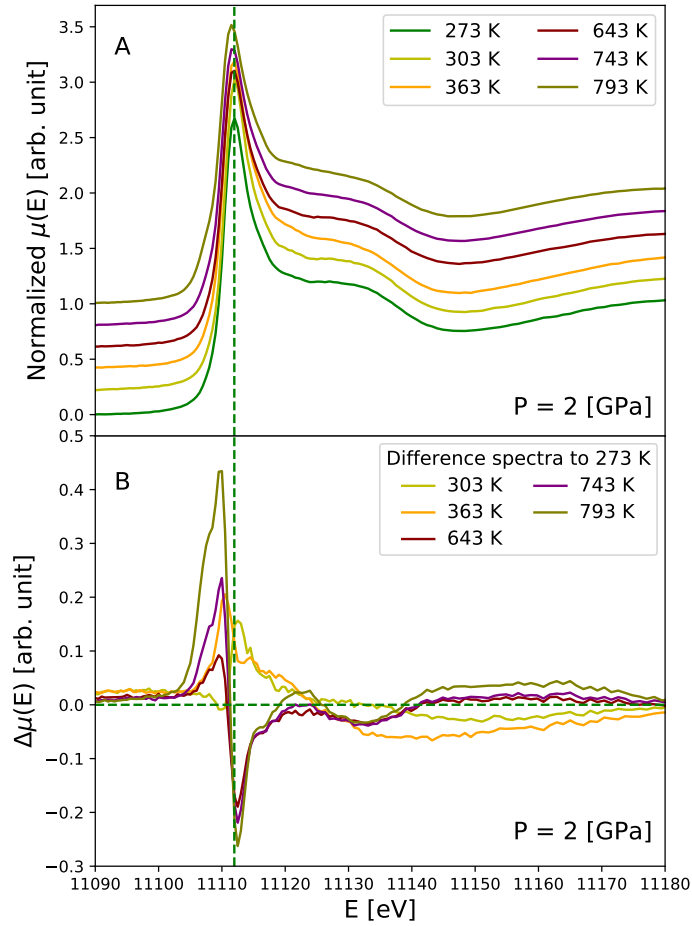 A
273 K
303 K
363 K
643 K
743 K
793 K
Normalized μ(E) [arb. unit]
3.5
3.0
2.5
2.0
1.5
1.0
0.5
0.0
P = 2 [GPa]
B
Difference spectra to 273 K
303 K
363 K
643 K
743 K
793 K
Δμ(E) [arb. unit]
0.5
0.4
0.3
0.2
0.1
0.0
−0.1
−0.2
−0.3
P = 2 [GPa]
11090 11100 11110 11120 11130 11140 11150 11160 11170 11180
E [eV]